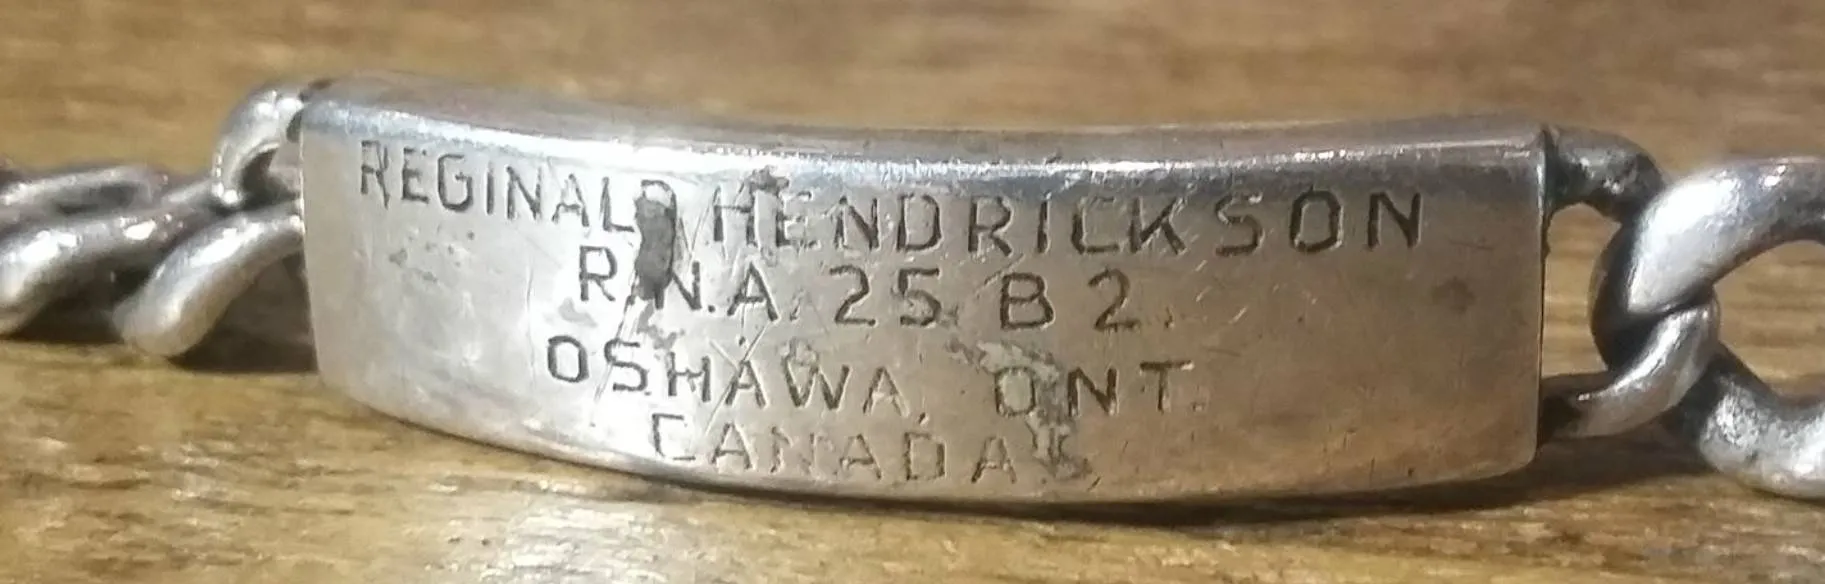 REGINALD HENDRICKSON
R.N.A. 25 B 2.
OSHAWA, ONT.
CANADA